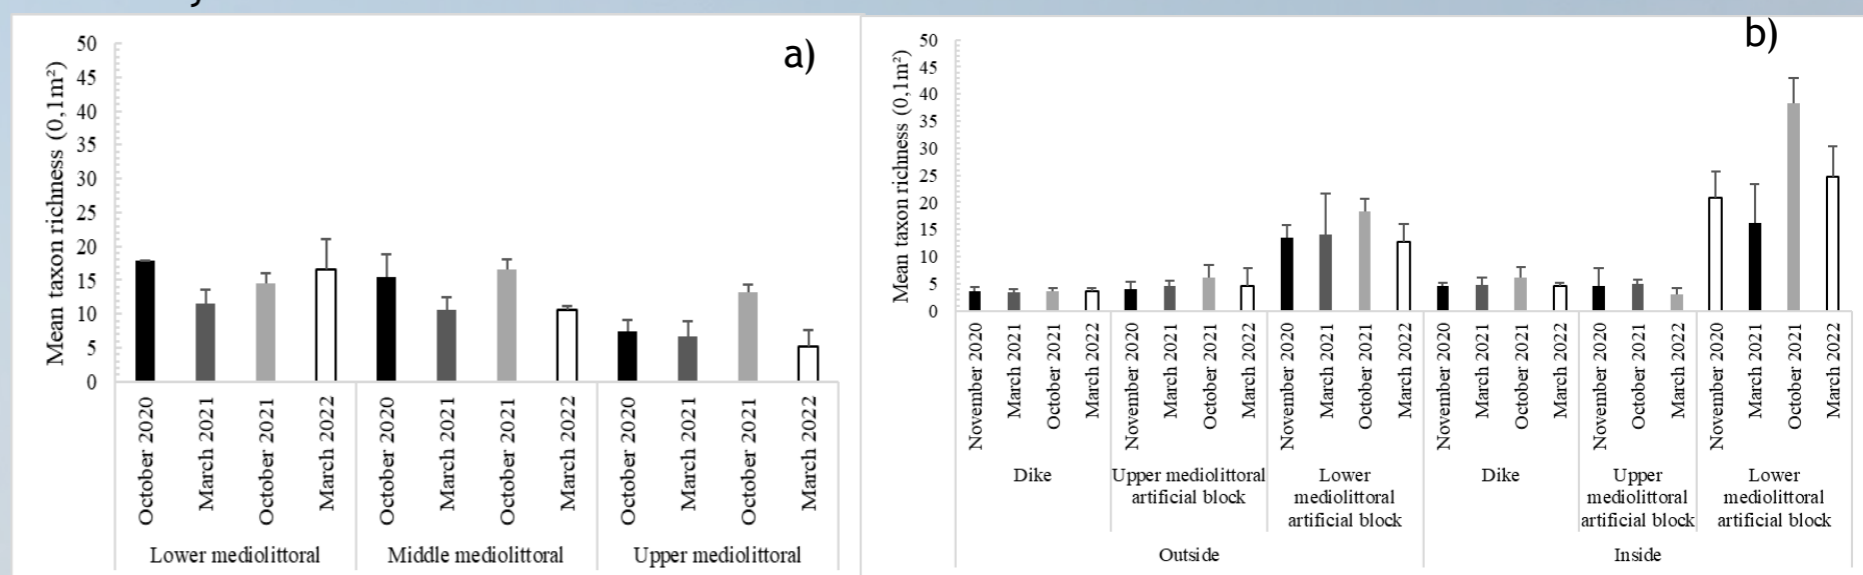 a)
Mean taxon richness (0,1m²)
50
45
40
35
30
25
20
15
10
5
0
October 2020
March 2021
October 2021
March 2022
October 2020
March 2021
October 2021
March 2022
October 2020
March 2021
October 2021
March 2022
Lower mediolittoral
Middle mediolittoral
Upper mediolittoral
b)
Mean taxon richness (0,1m²)
50
45
40
35
30
25
20
15
10
5
0
November 2020
March 2021
October 2021
March 2022
November 2020
March 2021
October 2021
March 2022
November 2020
March 2021
October 2021
March 2022
November 2020
March 2021
October 2021
March 2022
November 2020
October 2021
March 2022
November 2020
March 2021
October 2021
March 2022
Dike
Upper mediolittoral
artificial block
Lower
mediolittoral
artificial block
Dike
Upper
mediolittoral
artificial block
Lower
mediolittoral
artificial block
Outside
Inside